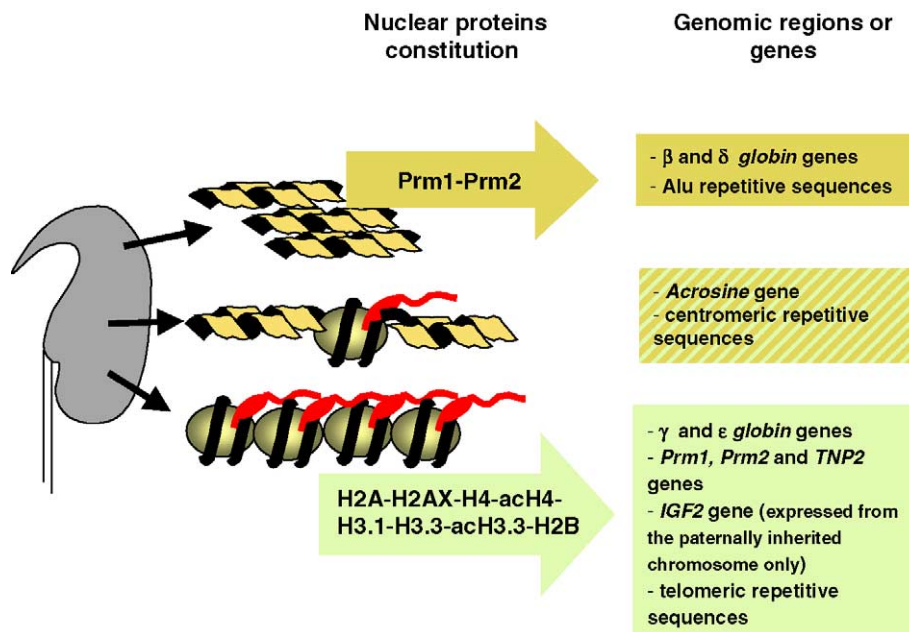 Nuclear proteins
constitution
Genomic regions or
genes
Prm1-Prm2
- β and δ globin genes
- Alu repetitive sequences
- Acrosine gene
- centromeric repetitive
sequences
H2A-H2AX-H4-acH4-
H3.1-H3.3-acH3.3-H2B
- γ and ε globin genes
- Prm1, Prm2 and TNP2
genes
- IGF2 gene (expressed from
the paternally inherited
chromosome only)
- telomeric repetitive
sequences